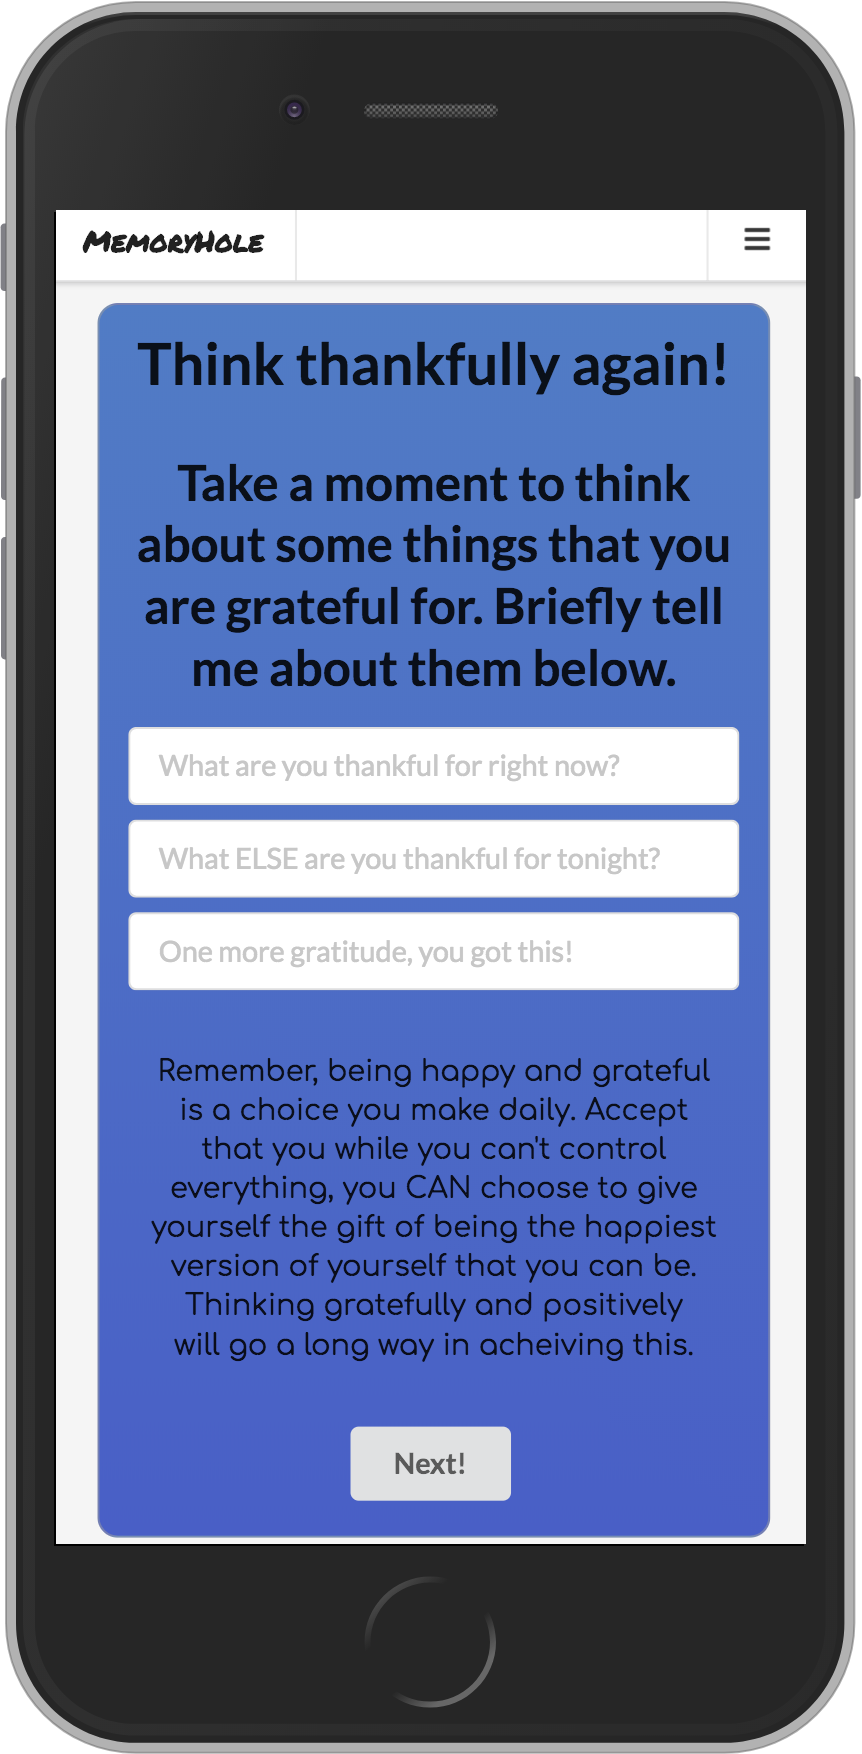 MemoryHole
Think thankfully again!
Take a moment to think
about some things that you
are grateful for. Briefly tell
me about them below.
What are you thankful for right now?
What ELSE are you thankful for tonight?
One more gratitude, you got this!
Remember, being happy and grateful
is a choice you make daily. Accept
that you while you can't control
everything, you CAN choose to give
yourself the gift of being the happiest
version of yourself that you can be.
Thinking gratefully and positively
will go a long way in acheiving this.
Next!